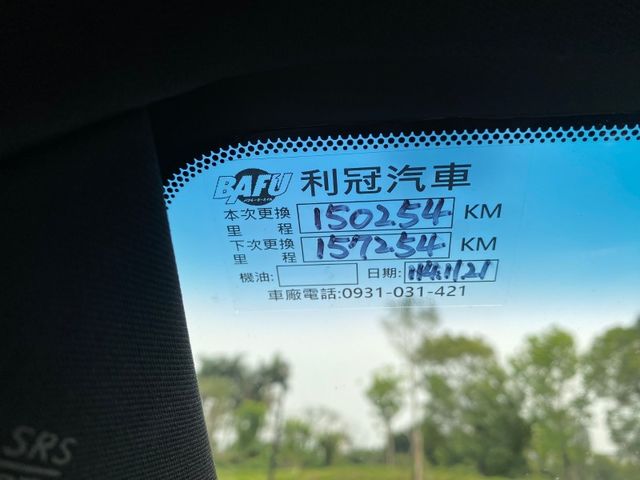 BAFU 利冠汽車
本次更換里程 150254 KM
下次更換里程 157254 KM
機油: 日期: 114.11.21
車廠電話:0931-031-421
SRS